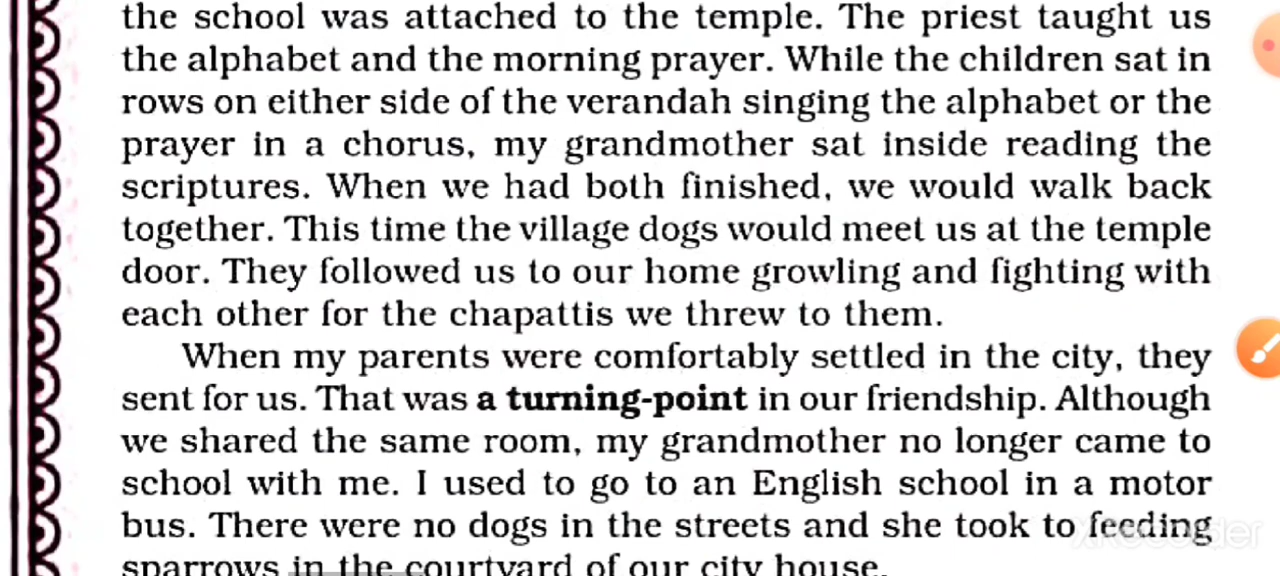 the school was attached to the temple. The priest taught us
the alphabet and the morning prayer. While the children sat in
rows on either side of the verandah singing the alphabet or the
prayer in a chorus, my grandmother sat inside reading the
scriptures. When we had both finished, we would walk back
together. This time the village dogs would meet us at the temple
door. They followed us to our home growling and fighting with
each other for the chapattis we threw to them.
When my parents were comfortably settled in the city, they
sent for us. That was a turning-point in our friendship. Although
we shared the same room, my grandmother no longer came to
school with me. I used to go to an English school in a motor
bus. There were no dogs in the streets and she took to feeding
XRecorder
sparrows in the courtyard of our city house.